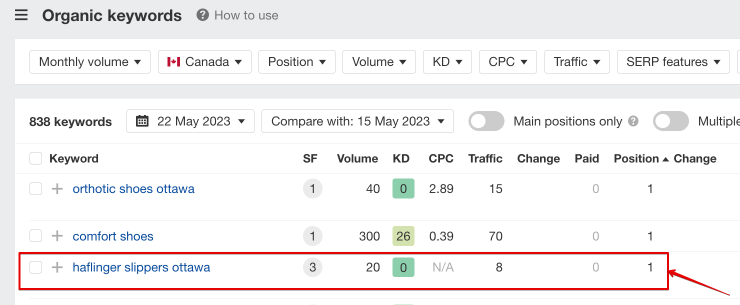 Organic keywords ? How to use
Monthly volume Canada Position Volume KD CPC Traffic SERP features
838 keywords 22 May 2023 Compare with: 15 May 2023 Main positions only ? Multiple
Keyword SF Volume KD CPC Traffic Change Paid Position Change
orthotic shoes ottawa 1 40 0 2.89 15 0 1
comfort shoes 1 300 26 0.39 70 0 1
haflinger slippers ottawa 3 20 0 N/A 8 0 1